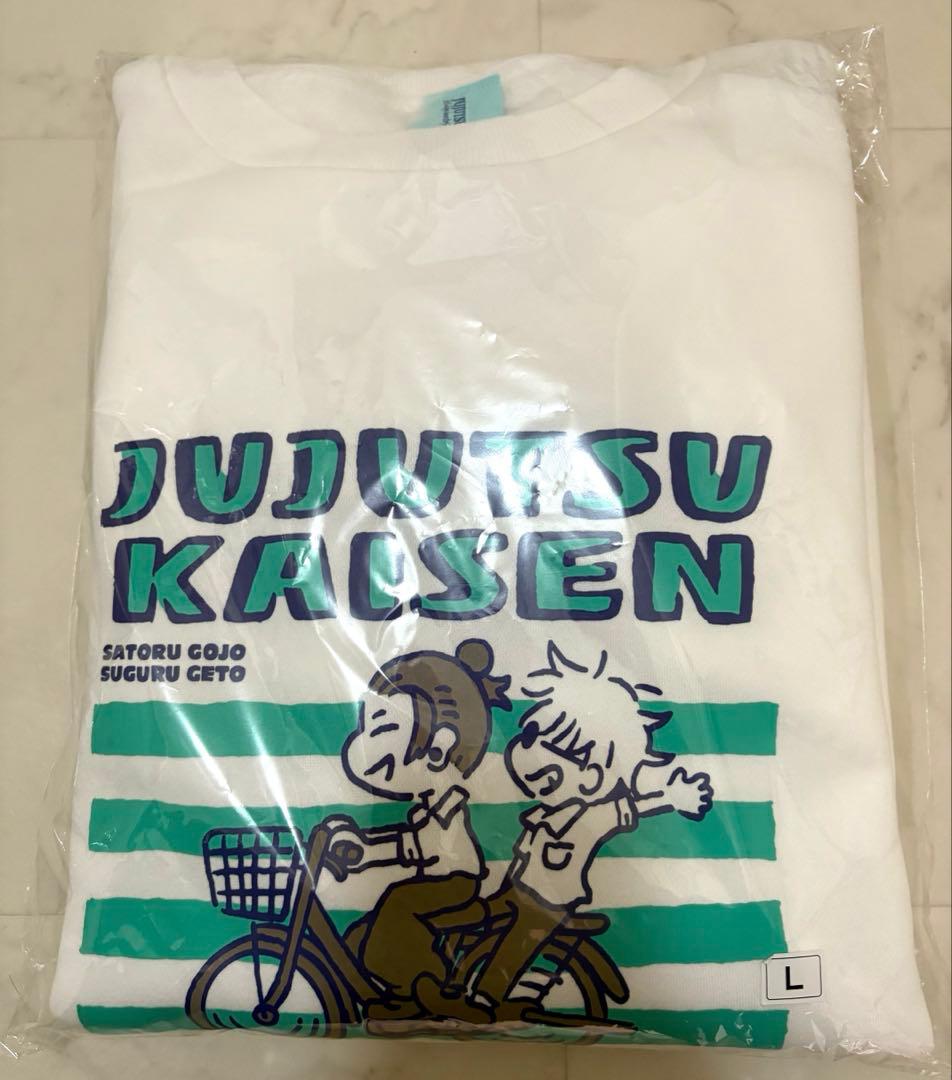 JUJUTSU
KAISEN
SATORU GOJO
SUGURU GETO
L